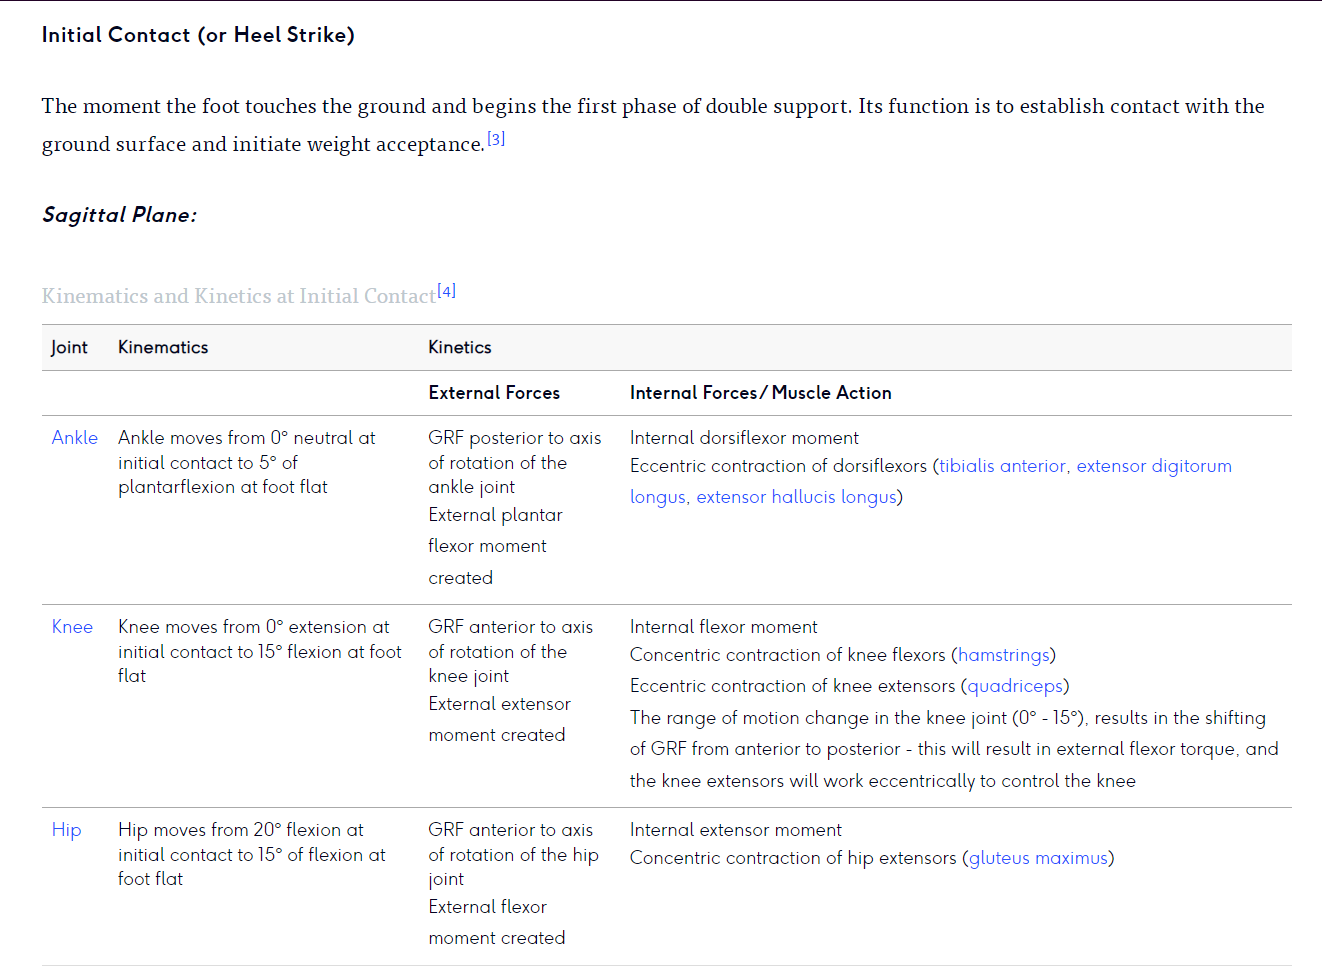 Initial Contact (or Heel Strike)
The moment the foot touches the ground and begins the first phase of double support. Its function is to establish contact with the
ground surface and initiate weight acceptance.[3]
Sagittal Plane:
Kinematics and Kinetics at Initial Contact[4]
Joint Kinematics Kinetics
External Forces Internal Forces/Muscle Action
Ankle
Ankle moves from 0° neutral at
initial contact to 5° of
plantarflexion at foot flat
GRF posterior to axis
of rotation of the
ankle joint
External plantar
flexor moment
created
Internal dorsiflexor moment
Eccentric contraction of dorsiflexors (tibialis anterior, extensor digitorum
longus, extensor hallucis longus)
Knee
Knee moves from 0° extension at
initial contact to 15° flexion at foot
flat
GRF anterior to axis
of rotation of the
knee joint
External extensor
moment created
Internal flexor moment
Concentric contraction of knee flexors (hamstrings)
Eccentric contraction of knee extensors (quadriceps)
The range of motion change in the knee joint (0° - 15°), results in the shifting
of GRF from anterior to posterior - this will result in external flexor torque, and
the knee extensors will work eccentrically to control the knee
Hip
Hip moves from 20° flexion at
initial contact to 15° of flexion at
foot flat
GRF anterior to axis
of rotation of the hip
joint
External flexor
moment created
Internal extensor moment
Concentric contraction of hip extensors (gluteus maximus)